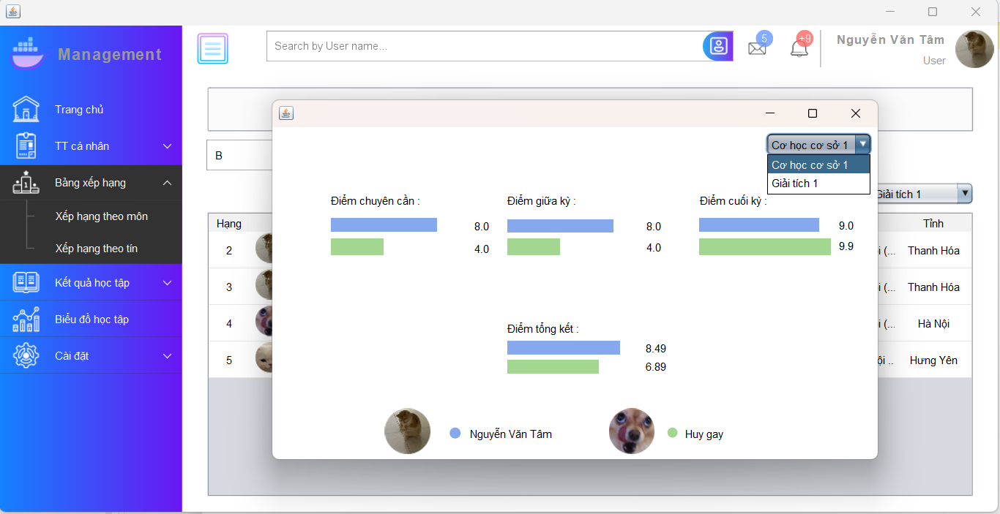 Management
Search by User name...
5
+9
Nguyễn Văn Tâm
User
Trang chủ
TT cá nhân
Bảng xếp hạng
Xếp hạng theo môn
Xếp hạng theo tín
Kết quả học tập
Biểu đồ học tập
Cài đặt
B
Giải tích 1
Hạng
Tỉnh
2
i (...
Thanh Hóa
3
i (...
Thanh Hóa
4
i (...
Hà Nội
5
ội ..
Hưng Yên
Cơ học cơ sở 1
Cơ học cơ sở 1
Giải tích 1
Điểm chuyên cần :
8.0
4.0
Điểm giữa kỳ :
8.0
4.0
Điểm cuối kỳ :
9.0
9.9
Điểm tổng kết :
8.49
6.89
Nguyễn Văn Tâm
Huy gay